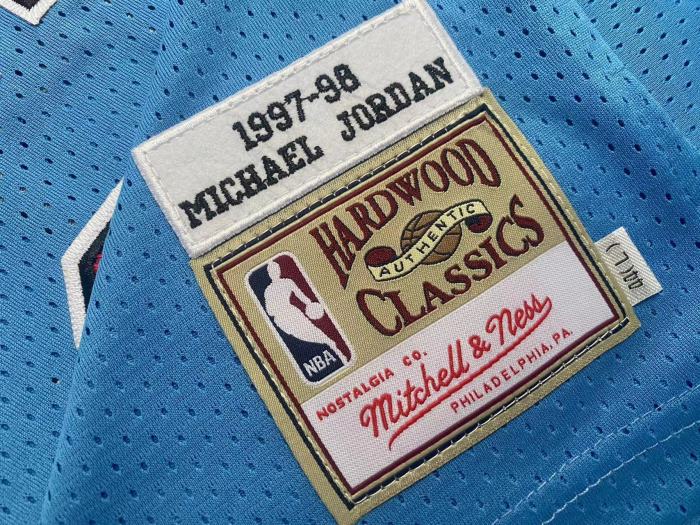 1997-98
MICHAEL JORDAN
HARDWOOD
AUTHENTIC
CLASSICS
NBA
NOSTALGIA CO.
Mitchell & Ness
PHILADELPHIA, PA.